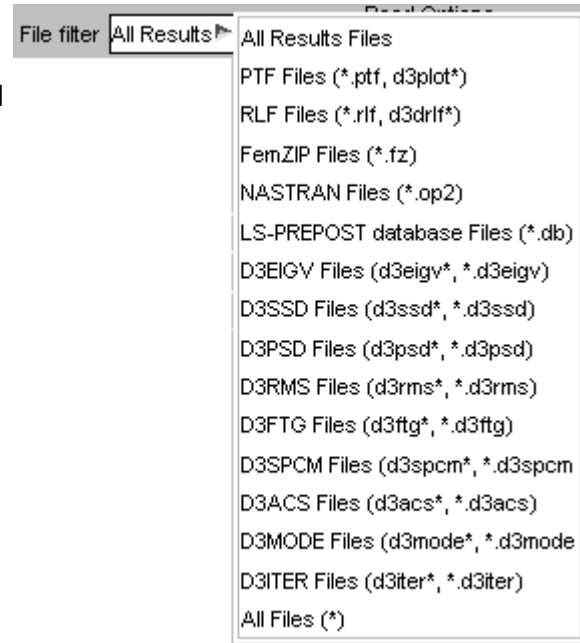 Read Options
File filter All Results
All Results Files
PTF Files (*.ptf, d3plot*)
RLF Files (*.rlf, d3drlf*)
FemZIP Files (*.fz)
NASTRAN Files (*.op2)
LS-PREPOST database Files (*.db)
D3EIGV Files (d3eigv*, *.d3eigv)
D3SSD Files (d3ssd*, *.d3ssd)
D3PSD Files (d3psd*, *.d3psd)
D3RMS Files (d3rms*, *.d3rms)
D3FTG Files (d3ftg*, *.d3ftg)
D3SPCM Files (d3spcm*, *.d3spcm
D3ACS Files (d3acs*, *.d3acs)
D3MODE Files (d3mode*, *.d3mode
D3ITER Files (d3iter*, *.d3iter)
All Files (*)